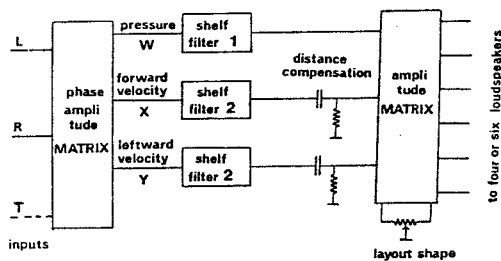 L
R
T
inputs
phase
ampli
tude
MATRIX
pressure
W
forward
velocity
X
leftward
velocity
Y
shelf
filter 1
shelf
filter 2
shelf
filter 2
distance
compensation
ampli
tude
MATRIX
layout shape
to four or six loudspeakers